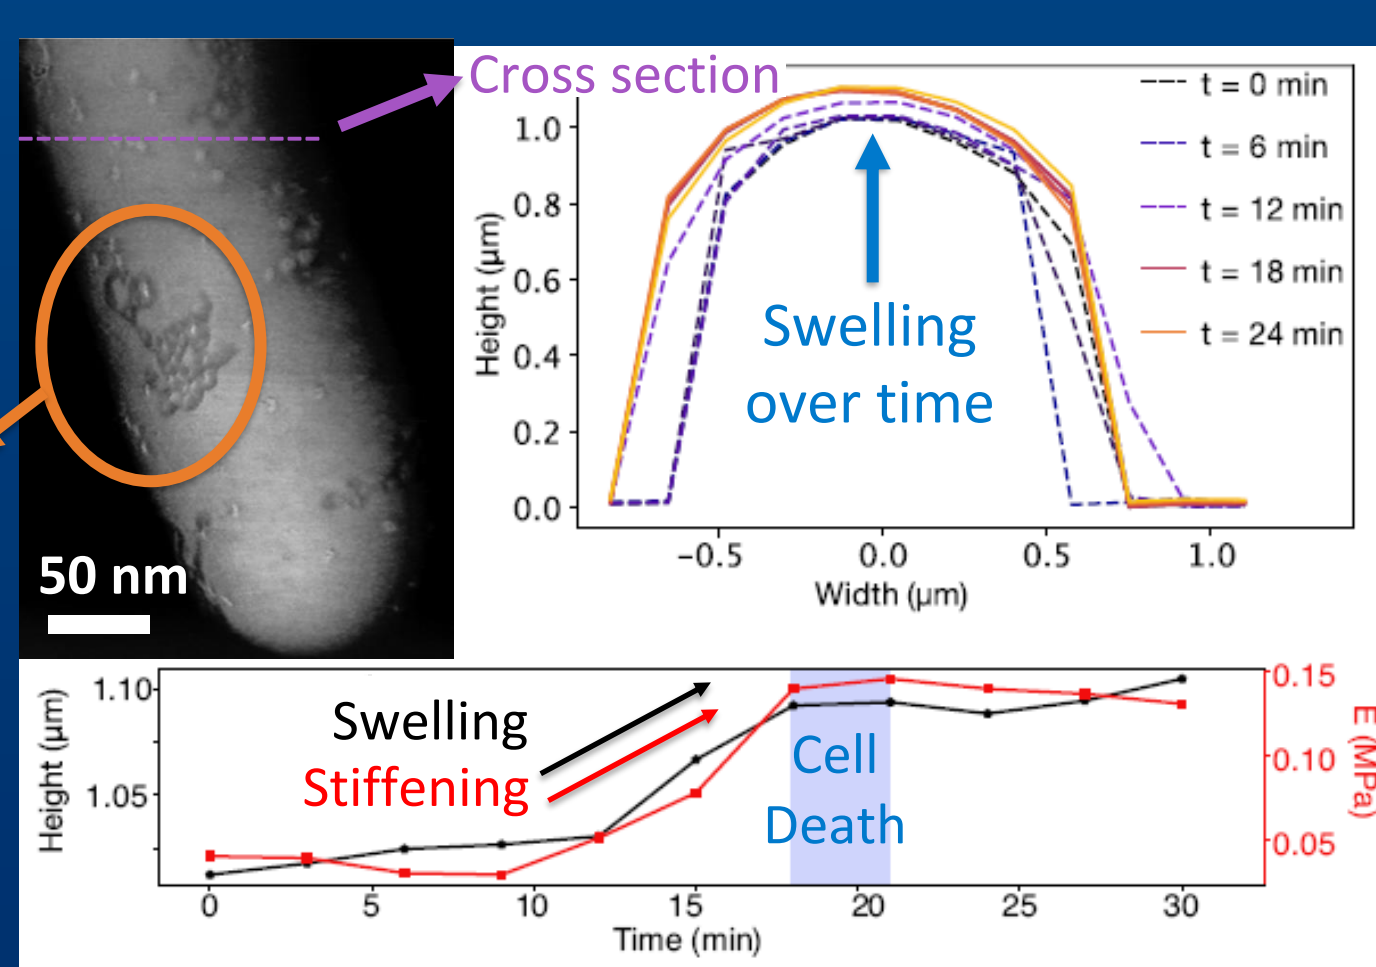 Cross section
50 nm
1.0
0.8
0.6
0.4
0.2
0.0
Height (µm)
−0.5 0.0 0.5 1.0
Width (µm)
t = 0 min
t = 6 min
t = 12 min
t = 18 min
t = 24 min
Swelling
over time
1.10
1.05
Height (µm)
Swelling
Stiffening
Cell
Death
0.15
0.10
0.05
E (MPa)
0 5 10 15 20 25 30
Time (min)